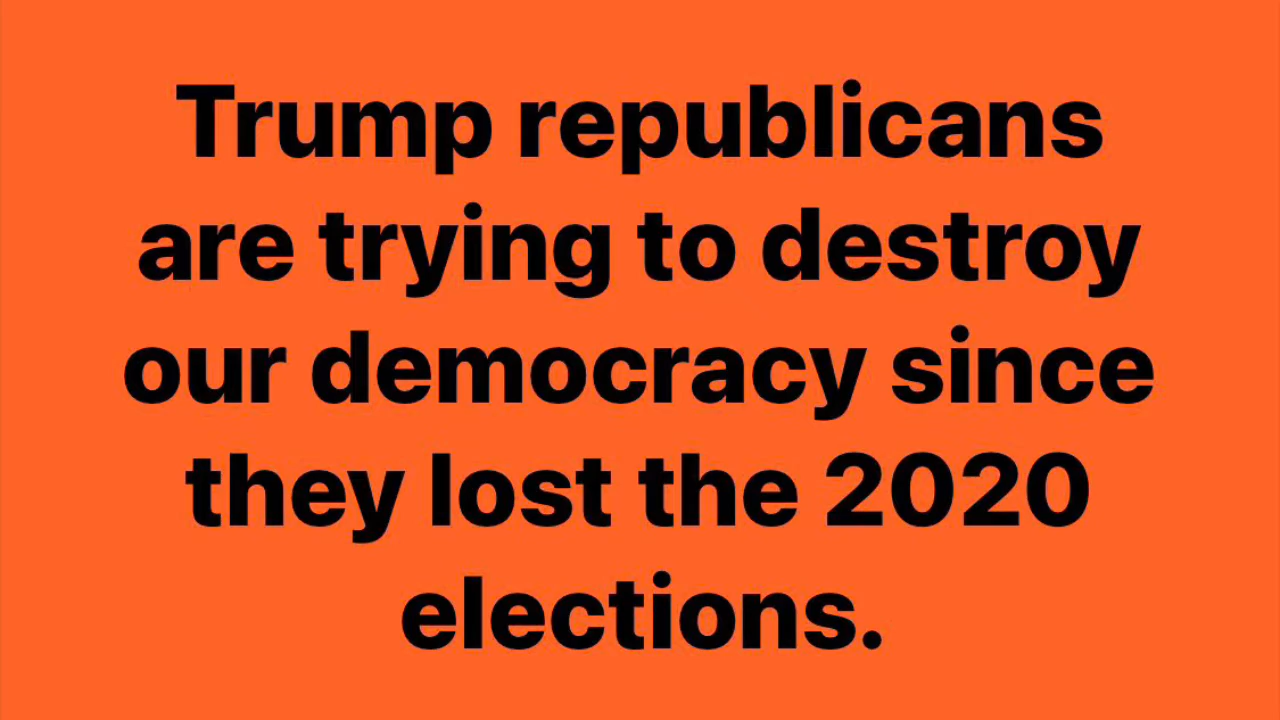 Trump republicans
are trying to destroy
our democracy since
they lost the 2020
elections.